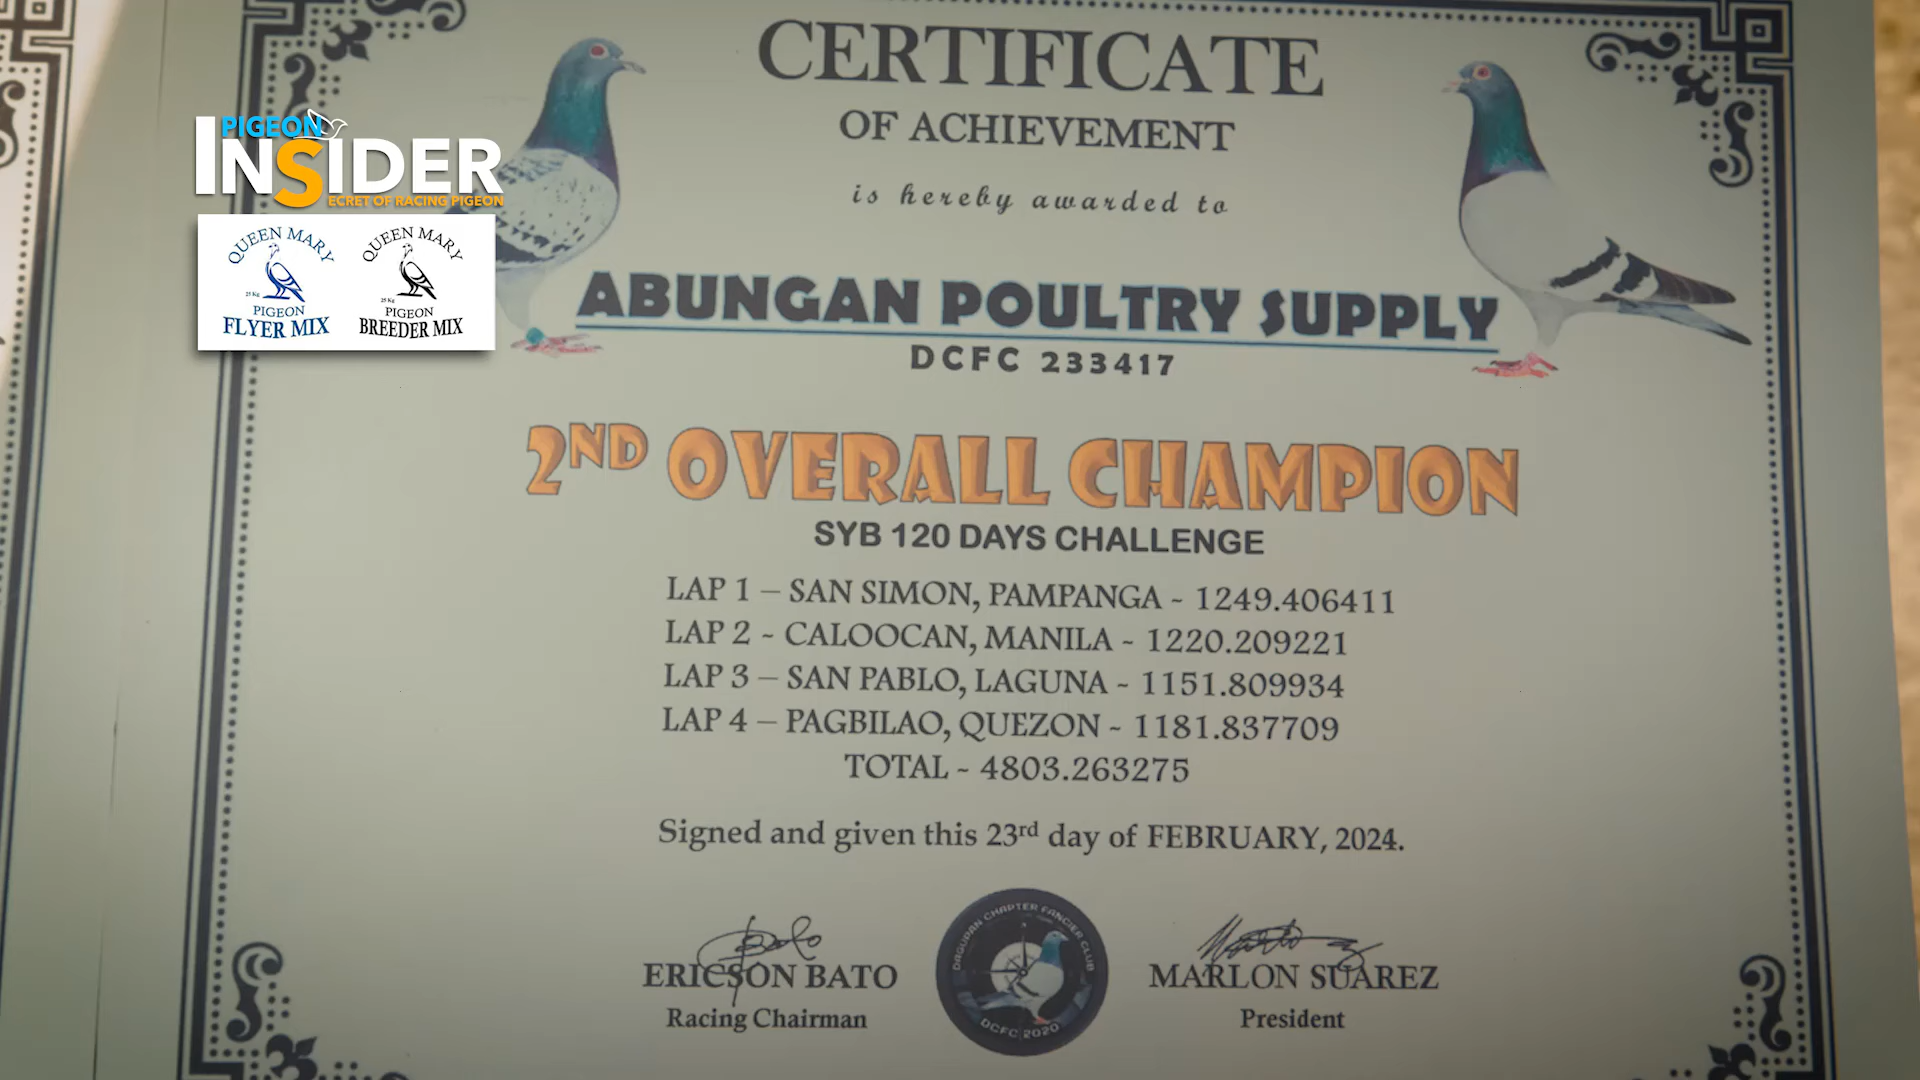 CERTIFICATE
OF ACHIEVEMENT
is hereby awarded to
ABUNGAN POULTRY SUPPLY
DCFC 233417
2ND OVERALL CHAMPION
SYB 120 DAYS CHALLENGE
LAP 1 – SAN SIMON, PAMPANGA - 1249.406411
LAP 2 - CALOOCAN, MANILA - 1220.209221
LAP 3 – SAN PABLO, LAGUNA - 1151.809934
LAP 4 – PAGBILAO, QUEZON - 1181.837709
TOTAL - 4803.263275
Signed and given this 23rd day of FEBRUARY, 2024.
ERICSON BATO
Racing Chairman
DAGUPAN CHAPTER FANCIER CLUB
DCFC 2020
MARLON SUAREZ
President
PIGEON
INSIDER
ECRET OF RACING PIGEON
QUEEN MARY
25 Kg
PIGEON
FLYER MIX
QUEEN MARY
25 Kg
PIGEON
BREEDER MIX